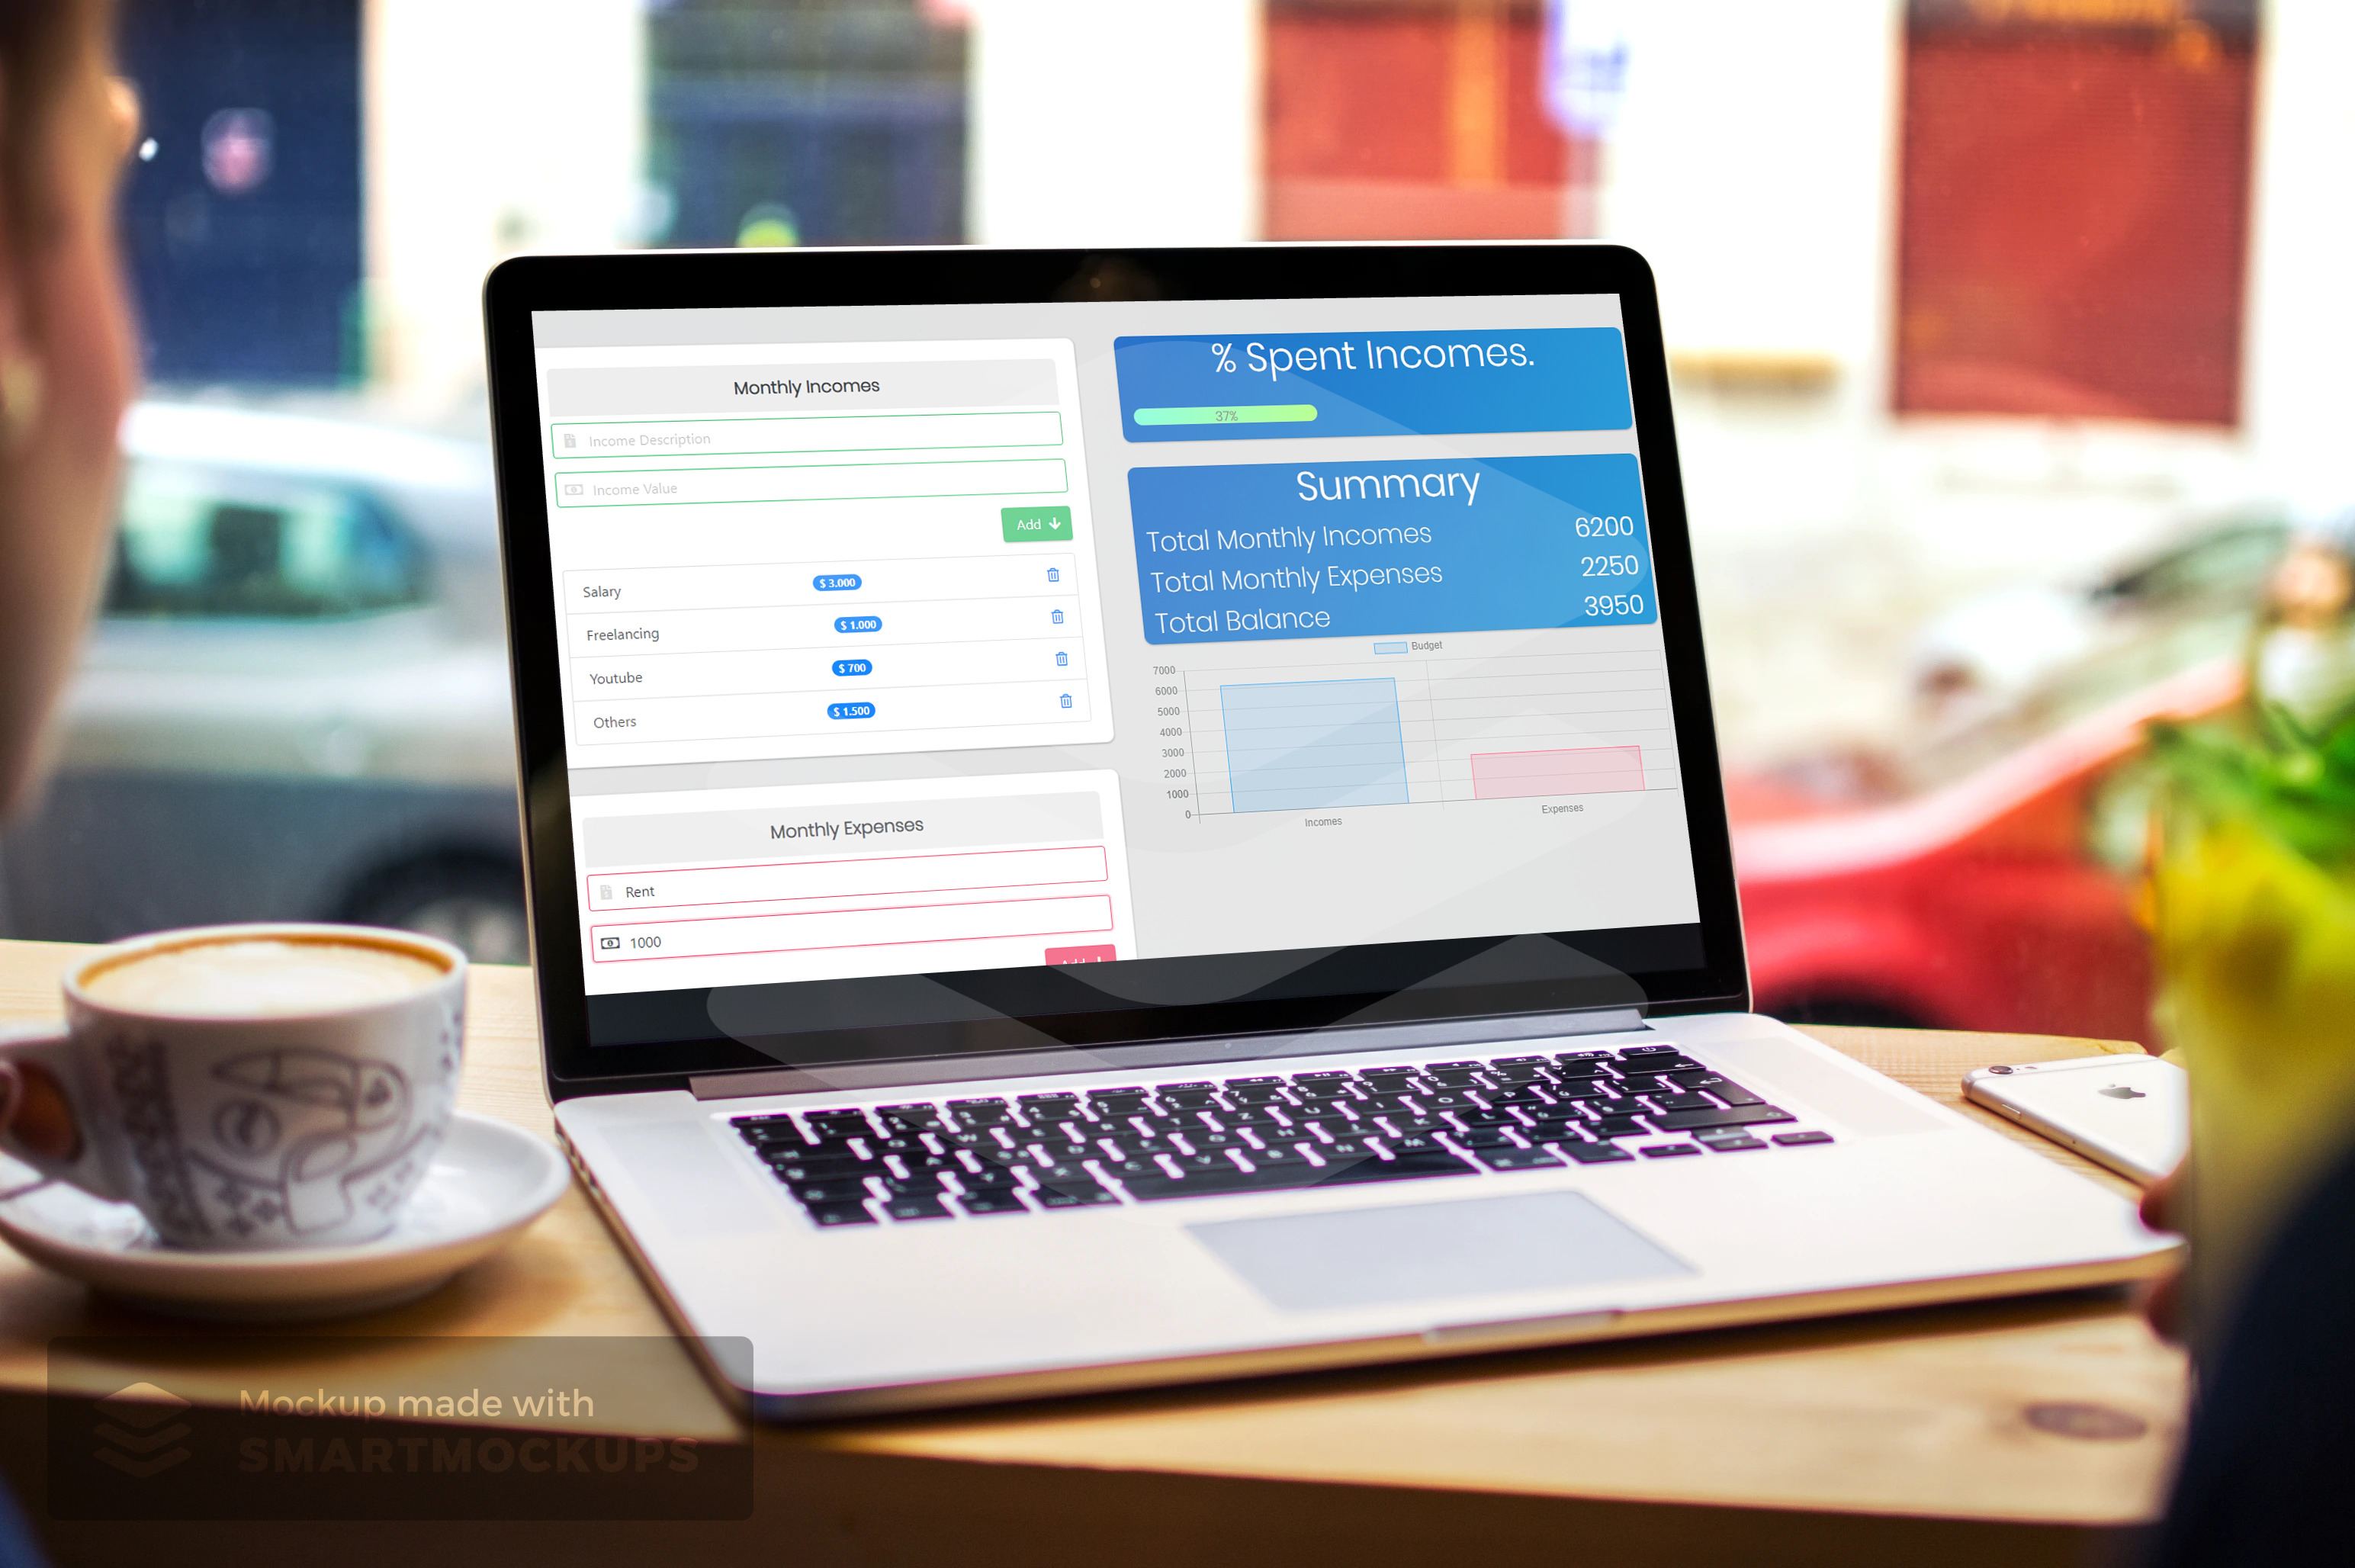 Monthly Incomes
Income Description
Income Value
Add
Salary
$ 3.000
Freelancing
$ 1.000
Youtube
$ 700
Others
$ 1.500
Monthly Expenses
Rent
1000
Add
% Spent Incomes.
37%
Summary
Total Monthly Incomes 6200
Total Monthly Expenses 2250
Total Balance 3950
Budget
7000
6000
5000
4000
3000
2000
1000
0
Incomes
Expenses
Mockup made with
SMARTMOCKUPS